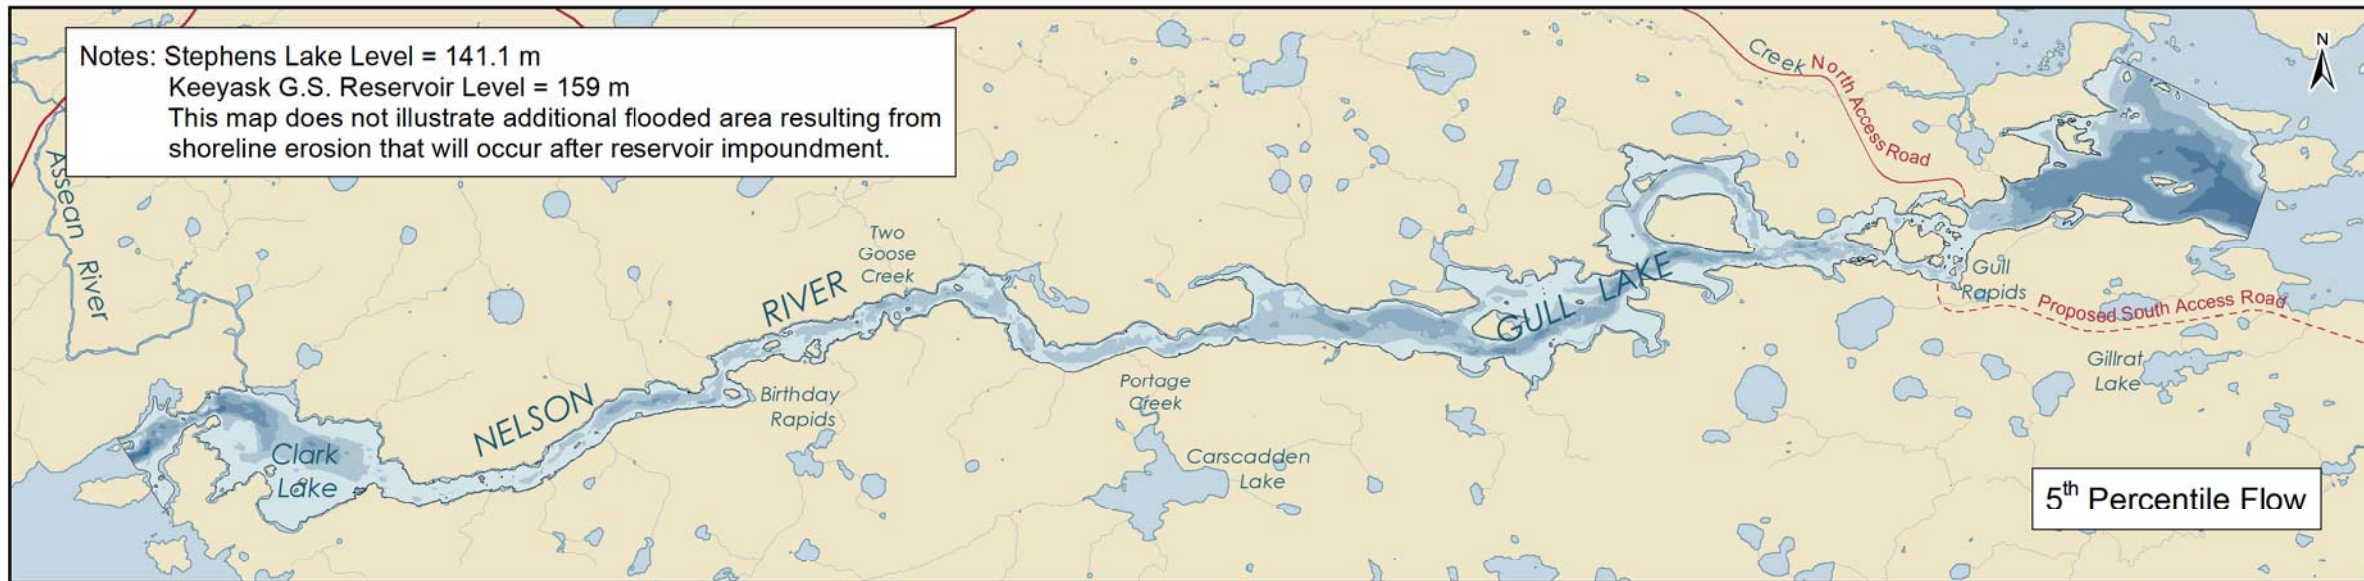 Notes: Stephens Lake Level = 141.1 m
Keeyask G.S. Reservoir Level = 159 m
This map does not illustrate additional flooded area resulting from
shoreline erosion that will occur after reservoir impoundment.
N
Creek
North Access Road
Assean River
Two
Goose
Creek
NELSON RIVER
GULL LAKE
Gull
Rapids
Proposed South Access Road
Gillrat
Lake
Birthday
Rapids
Portage
Creek
Clark
Lake
Carscadden
Lake
5th Percentile Flow